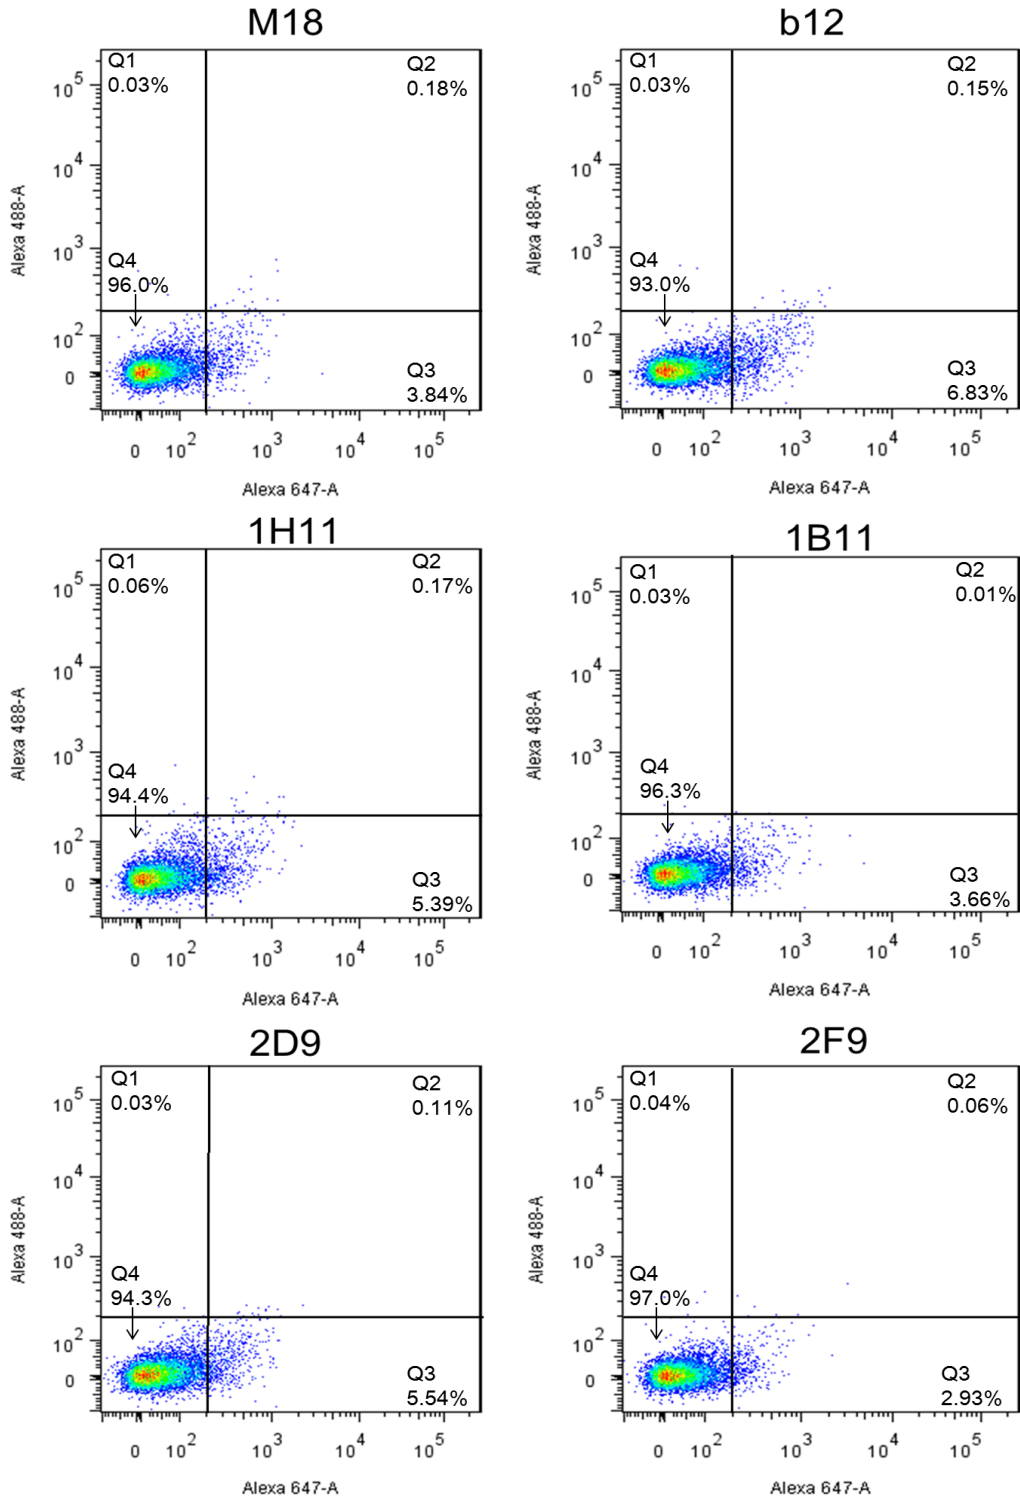 M18
Q1
0.03%
Q2
0.18%
10^5
10^4
10^3
10^2
0
Alexa 488-A
Q4
96.0%
Q3
3.84%
0 10^2 10^3 10^4 10^5
Alexa 647-A
b12
Q1
0.03%
Q2
0.15%
10^5
10^4
10^3
10^2
0
Alexa 488-A
Q4
93.0%
Q3
6.83%
0 10^2 10^3 10^4 10^5
Alexa 647-A
1H11
Q1
0.06%
Q2
0.17%
10^5
10^4
10^3
10^2
0
Alexa 488-A
Q4
94.4%
Q3
5.39%
0 10^2 10^3 10^4 10^5
Alexa 647-A
1B11
Q1
0.03%
Q2
0.01%
10^5
10^4
10^3
10^2
0
Alexa 488-A
Q4
96.3%
Q3
3.66%
0 10^2 10^3 10^4 10^5
Alexa 647-A
2D9
Q1
0.03%
Q2
0.11%
10^5
10^4
10^3
10^2
0
Alexa 488-A
Q4
94.3%
Q3
5.54%
0 10^2 10^3 10^4 10^5
Alexa 647-A
2F9
Q1
0.04%
Q2
0.06%
10^5
10^4
10^3
10^2
0
Alexa 488-A
Q4
97.0%
Q3
2.93%
0 10^2 10^3 10^4 10^5
Alexa 647-A